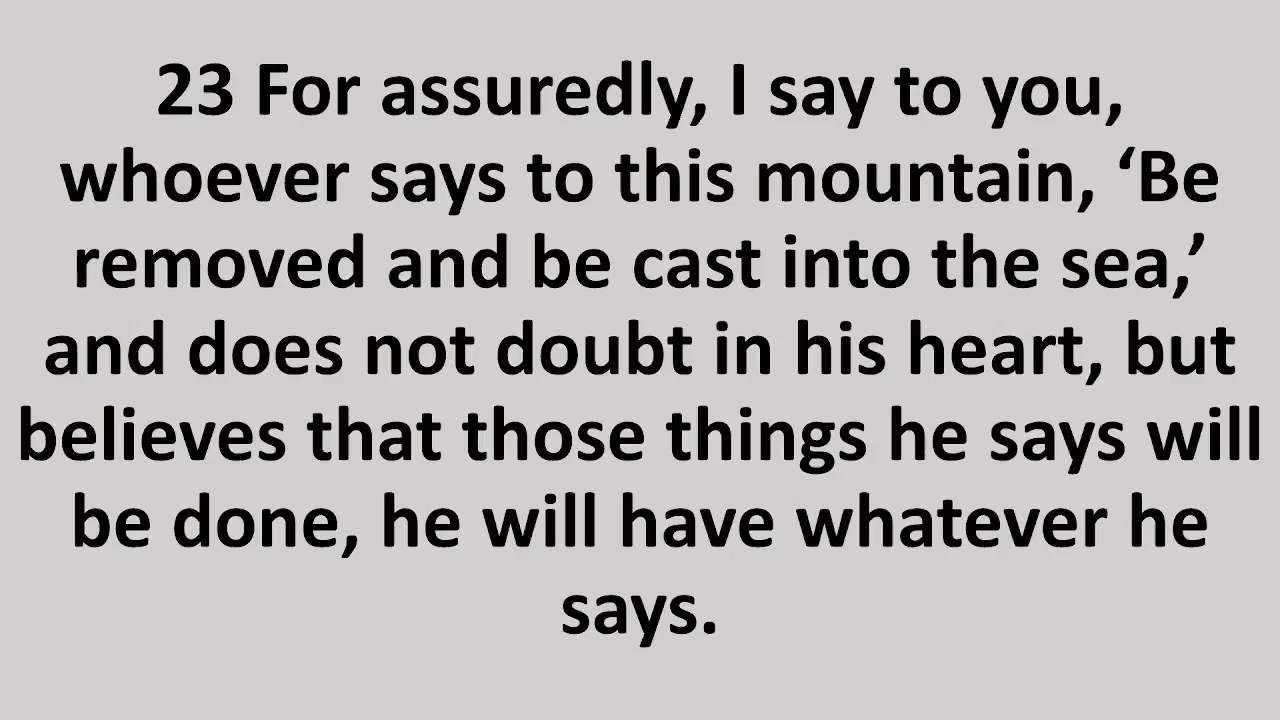 23 For assuredly, I say to you,
whoever says to this mountain, ‘Be
removed and be cast into the sea,’
and does not doubt in his heart, but
believes that those things he says will
be done, he will have whatever he
says.